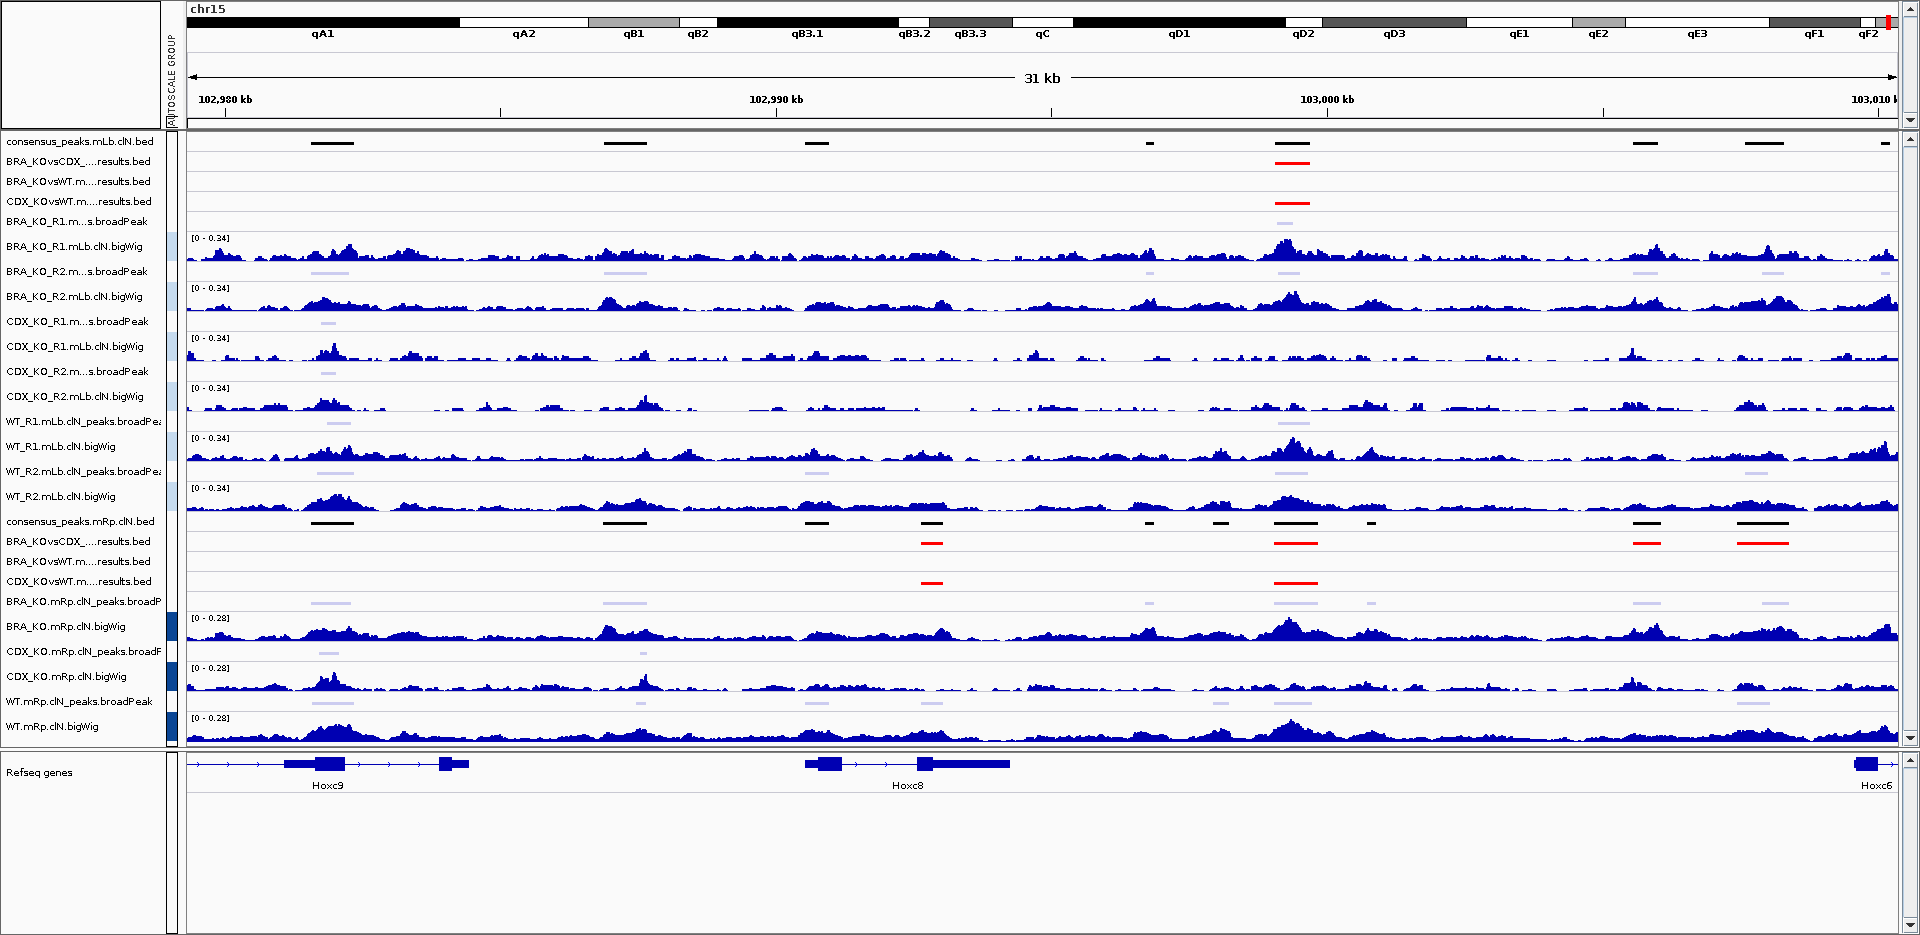 chr15
qA1 qA2 qB1 qB2 qB3.1 qB3.2 qB3.3 qC qD1 qD2 qD3 qE1 qE2 qE3 qF1 qF2
AUTOSCALE GROUP
31 kb
102,980 kb 102,990 kb 103,000 kb 103,010 k
consensus_peaks.mLb.clN.bed
BRA_KOvsCDX_....results.bed
BRA_KOvsWT.m....results.bed
CDX_KOvsWT.m....results.bed
BRA_KO_R1.m...s.broadPeak
BRA_KO_R1.mLb.clN.bigWig [0 - 0.34]
BRA_KO_R2.m...s.broadPeak
BRA_KO_R2.mLb.clN.bigWig [0 - 0.34]
CDX_KO_R1.m...s.broadPeak
CDX_KO_R1.mLb.clN.bigWig [0 - 0.34]
CDX_KO_R2.m...s.broadPeak
CDX_KO_R2.mLb.clN.bigWig [0 - 0.34]
WT_R1.mLb.clN_peaks.broadPea
WT_R1.mLb.clN.bigWig [0 - 0.34]
WT_R2.mLb.clN_peaks.broadPea
WT_R2.mLb.clN.bigWig [0 - 0.34]
consensus_peaks.mRp.clN.bed
BRA_KOvsCDX_....results.bed
BRA_KOvsWT.m....results.bed
CDX_KOvsWT.m....results.bed
BRA_KO.mRp.clN_peaks.broadP
BRA_KO.mRp.clN.bigWig [0 - 0.28]
CDX_KO.mRp.clN_peaks.broadP
CDX_KO.mRp.clN.bigWig [0 - 0.28]
WT.mRp.clN_peaks.broadPeak
WT.mRp.clN.bigWig [0 - 0.28]
Refseq genes
Hoxc9 Hoxc8 Hoxc6